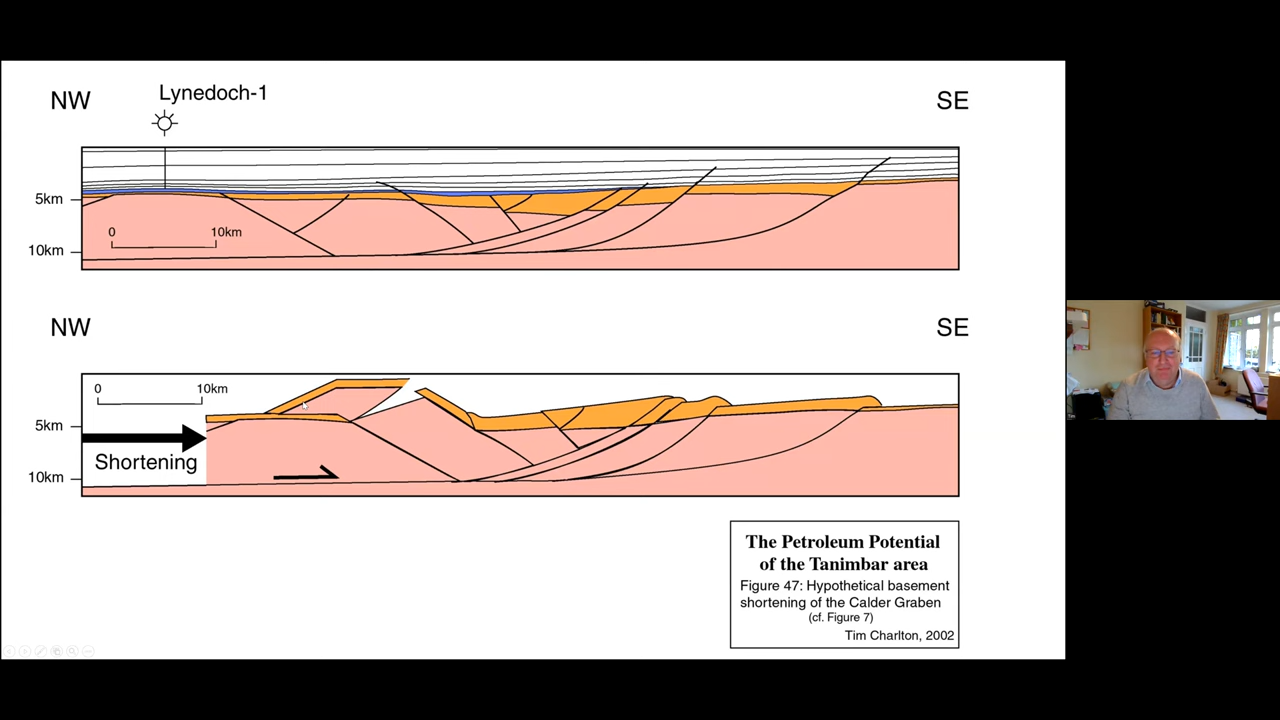 NW
Lynedoch-1
SE
5km
0
10km
10km
NW
SE
0
10km
5km
Shortening
10km
The Petroleum Potential
of the Tanimbar area
Figure 47: Hypothetical basement
shortening of the Calder Graben
(cf. Figure 7)
Tim Charlton, 2002
Tim